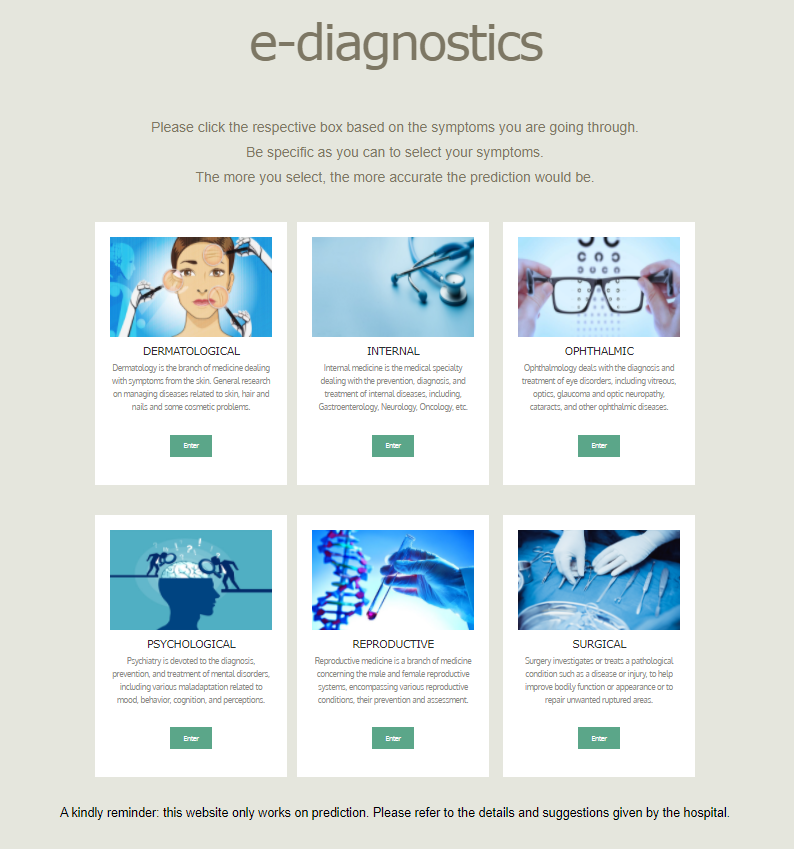 e-diagnostics
Please click the respective box based on the symptoms you are going through.
Be specific as you can to select your symptoms.
The more you select, the more accurate the prediction would be.
DERMATOLOGICAL
Dermatology is the branch of medicine dealing
with symptoms from the skin. General research
on managing diseases related to skin, hair and
nails and some cosmetic problems.
Enter
INTERNAL
Internal medicine is the medical specialty
dealing with the prevention, diagnosis, and
treatment of internal diseases, including,
Gastroenterology, Neurology, Oncology, etc.
Enter
OPHTHALMIC
Ophthalmology deals with the diagnosis and
treatment of eye disorders, including vitreous,
optics, glaucoma and optic neuropathy,
cataracts, and other ophthalmic diseases.
Enter
PSYCHOLOGICAL
Psychiatry is devoted to the diagnosis,
prevention, and treatment of mental disorders,
including various maladaptation related to
mood, behavior, cognition, and perceptions.
Enter
REPRODUCTIVE
Reproductive medicine is a branch of medicine
concerning the male and female reproductive
systems, encompassing various reproductive
conditions, their prevention and assessment.
Enter
SURGICAL
Surgery investigates or treats a pathological
condition such as a disease or injury, to help
improve bodily function or appearance or to
repair unwanted ruptured areas.
Enter
A kindly reminder: this website only works on prediction. Please refer to the details and suggestions given by the hospital.